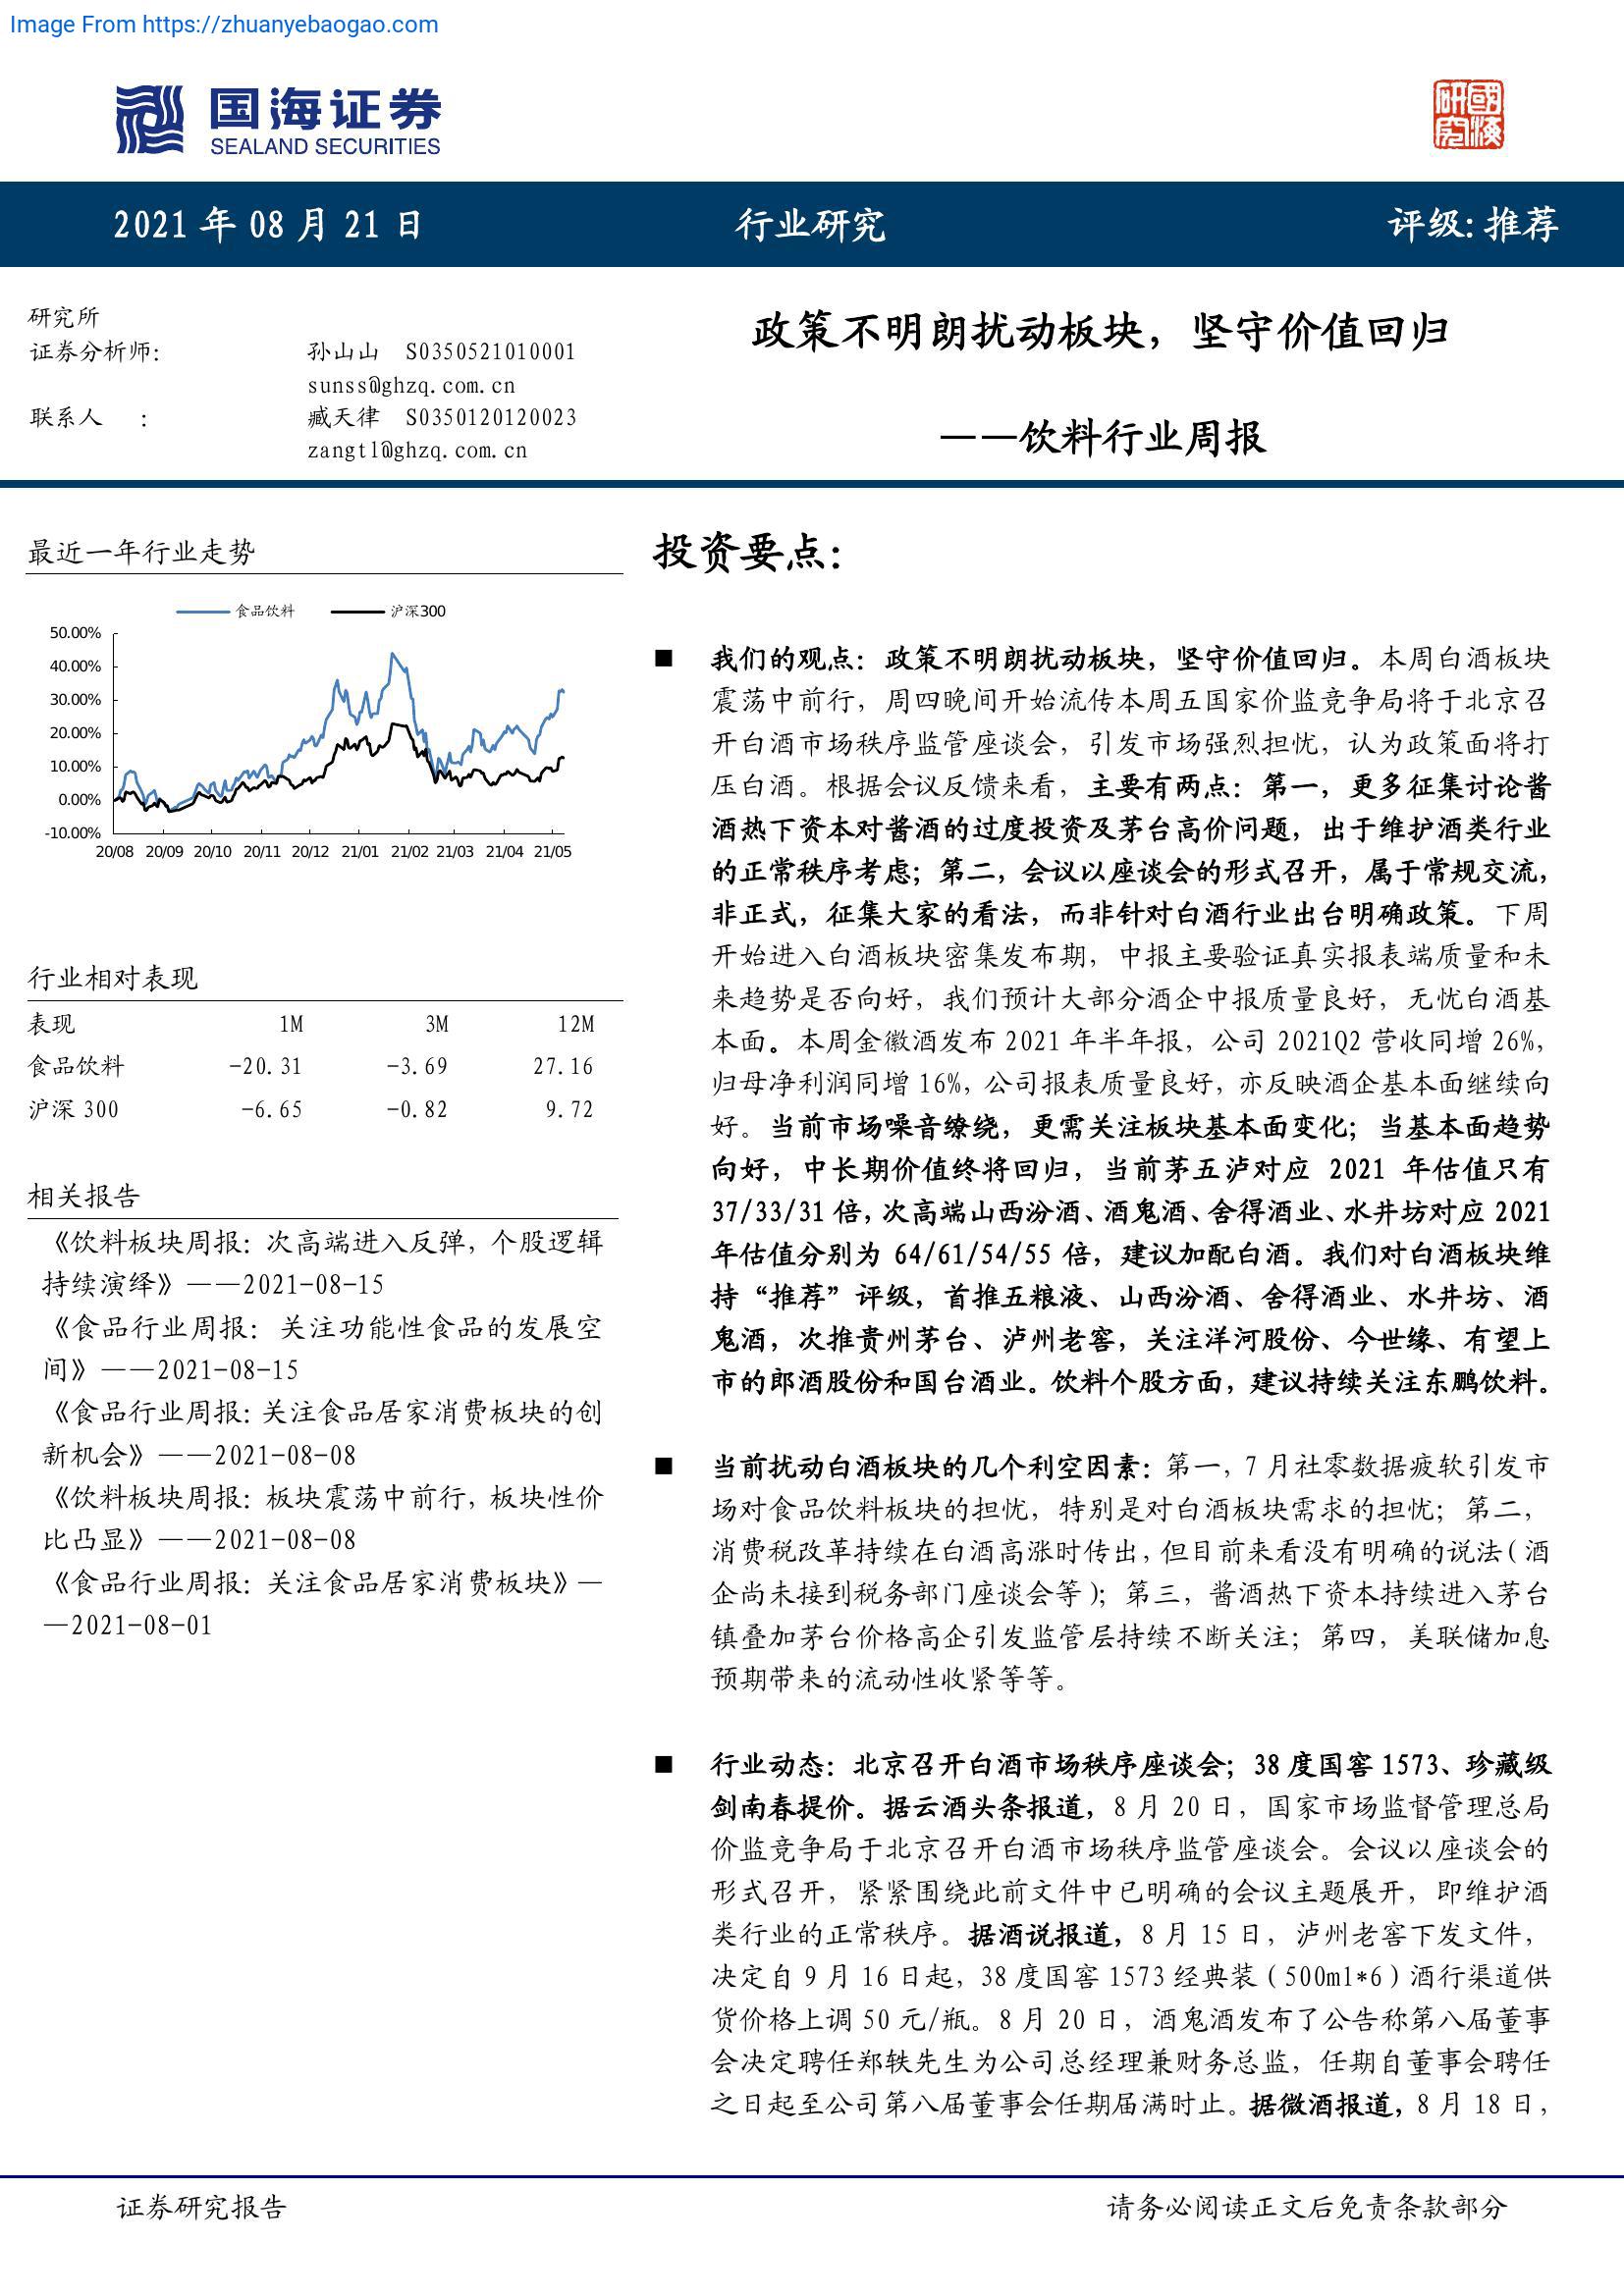 Image From https://zhuanyebaogao.com
国海证券
SEALAND SECURITIES
研國
究海
2021 年 08 月 21 日
行业研究
评级:推荐
研究所
证券分析师:
孙山山 S0350521010001
sunss@ghzq.com.cn
联系人 :
臧天律 S0350120120023
zangtl@ghzq.com.cn
政策不明朗扰动板块，坚守价值回归
——饮料行业周报
最近一年行业走势
食品饮料 沪深300
50.00%
40.00%
30.00%
20.00%
10.00%
0.00%
-10.00%
20/08 20/09 20/10 20/11 20/12 21/01 21/02 21/03 21/04 21/05
行业相对表现
表现 1M 3M 12M
食品饮料 -20.31 -3.69 27.16
沪深 300 -6.65 -0.82 9.72
相关报告
《饮料板块周报：次高端进入反弹，个股逻辑
持续演绎》——2021-08-15
《食品行业周报：关注功能性食品的发展空
间》——2021-08-15
《食品行业周报：关注食品居家消费板块的创
新机会》——2021-08-08
《饮料板块周报：板块震荡中前行，板块性价
比凸显》——2021-08-08
《食品行业周报：关注食品居家消费板块》—
—2021-08-01
投资要点：
■ 我们的观点：政策不明朗扰动板块，坚守价值回归。本周白酒板块
震荡中前行，周四晚间开始流传本周五国家价监竞争局将于北京召
开白酒市场秩序监管座谈会，引发市场强烈担忧，认为政策面将打
压白酒。根据会议反馈来看，主要有两点：第一，更多征集讨论酱
酒热下资本对酱酒的过度投资及茅台高价问题，出于维护酒类行业
的正常秩序考虑；第二，会议以座谈会的形式召开，属于常规交流，
非正式，征集大家的看法，而非针对白酒行业出台明确政策。下周
开始进入白酒板块密集发布期，中报主要验证真实报表端质量和未
来趋势是否向好，我们预计大部分酒企中报质量良好，无忧白酒基
本面。本周金徽酒发布 2021 年半年报，公司 2021Q2 营收同增 26%，
归母净利润同增 16%，公司报表质量良好，亦反映酒企基本面继续向
好。当前市场噪音缭绕，更需关注板块基本面变化；当基本面趋势
向好，中长期价值终将回归，当前茅五泸对应 2021 年估值只有
37/33/31 倍，次高端山西汾酒、酒鬼酒、舍得酒业、水井坊对应 2021
年估值分别为 64/61/54/55 倍，建议加配白酒。我们对白酒板块维
持“推荐”评级，首推五粮液、山西汾酒、舍得酒业、水井坊、酒
鬼酒，次推贵州茅台、泸州老窖，关注洋河股份、今世缘、有望上
市的郎酒股份和国台酒业。饮料个股方面，建议持续关注东鹏饮料。
■ 当前扰动白酒板块的几个利空因素：第一，7 月社零数据疲软引发市
场对食品饮料板块的担忧，特别是对白酒板块需求的担忧；第二，
消费税改革持续在白酒高涨时传出，但目前来看没有明确的说法（酒
企尚未接到税务部门座谈会等）；第三，酱酒热下资本持续进入茅台
镇叠加茅台价格高企引发监管层持续不断关注；第四，美联储加息
预期带来的流动性收紧等等。
■ 行业动态：北京召开白酒市场秩序座谈会；38 度国窖 1573、珍藏级
剑南春提价。据云酒头条报道，8 月 20 日，国家市场监督管理总局
价监竞争局于北京召开白酒市场秩序监管座谈会。会议以座谈会的
形式召开，紧紧围绕此前文件中已明确的会议主题展开，即维护酒
类行业的正常秩序。据酒说报道，8 月 15 日，泸州老窖下发文件，
决定自 9 月 16 日起，38 度国窖 1573 经典装（500ml*6）酒行渠道供
货价格上调 50 元/瓶。8 月 20 日，酒鬼酒发布了公告称第八届董事
会决定聘任郑轶先生为公司总经理兼财务总监，任期自董事会聘任
之日起至公司第八届董事会任期届满时止。据微酒报道，8 月 18 日，
证券研究报告
请务必阅读正文后免责条款部分